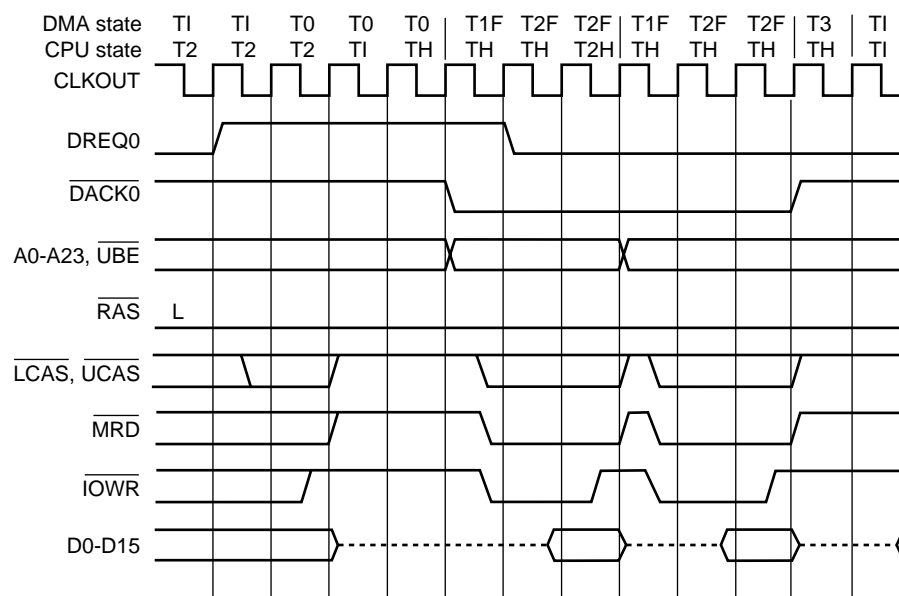 DMA state TI TI T0 T0 T0 T1F T2F T2F T1F T2F T2F T3 TI
CPU state T2 T2 T2 TI TH TH TH T2H TH TH TH TH TI
CLKOUT
DREQ0
DACK0
A0-A23, UBE
RAS L
LCAS, UCAS
MRD
IOWR
D0-D15